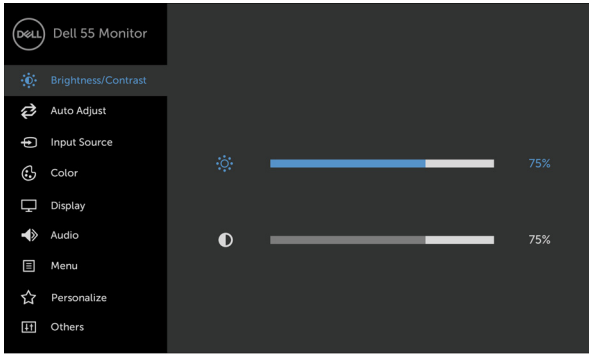 DELL Dell 55 Monitor
Brightness/Contrast
Auto Adjust
Input Source
75%
Color
Display
Audio
75%
Menu
Personalize
Others